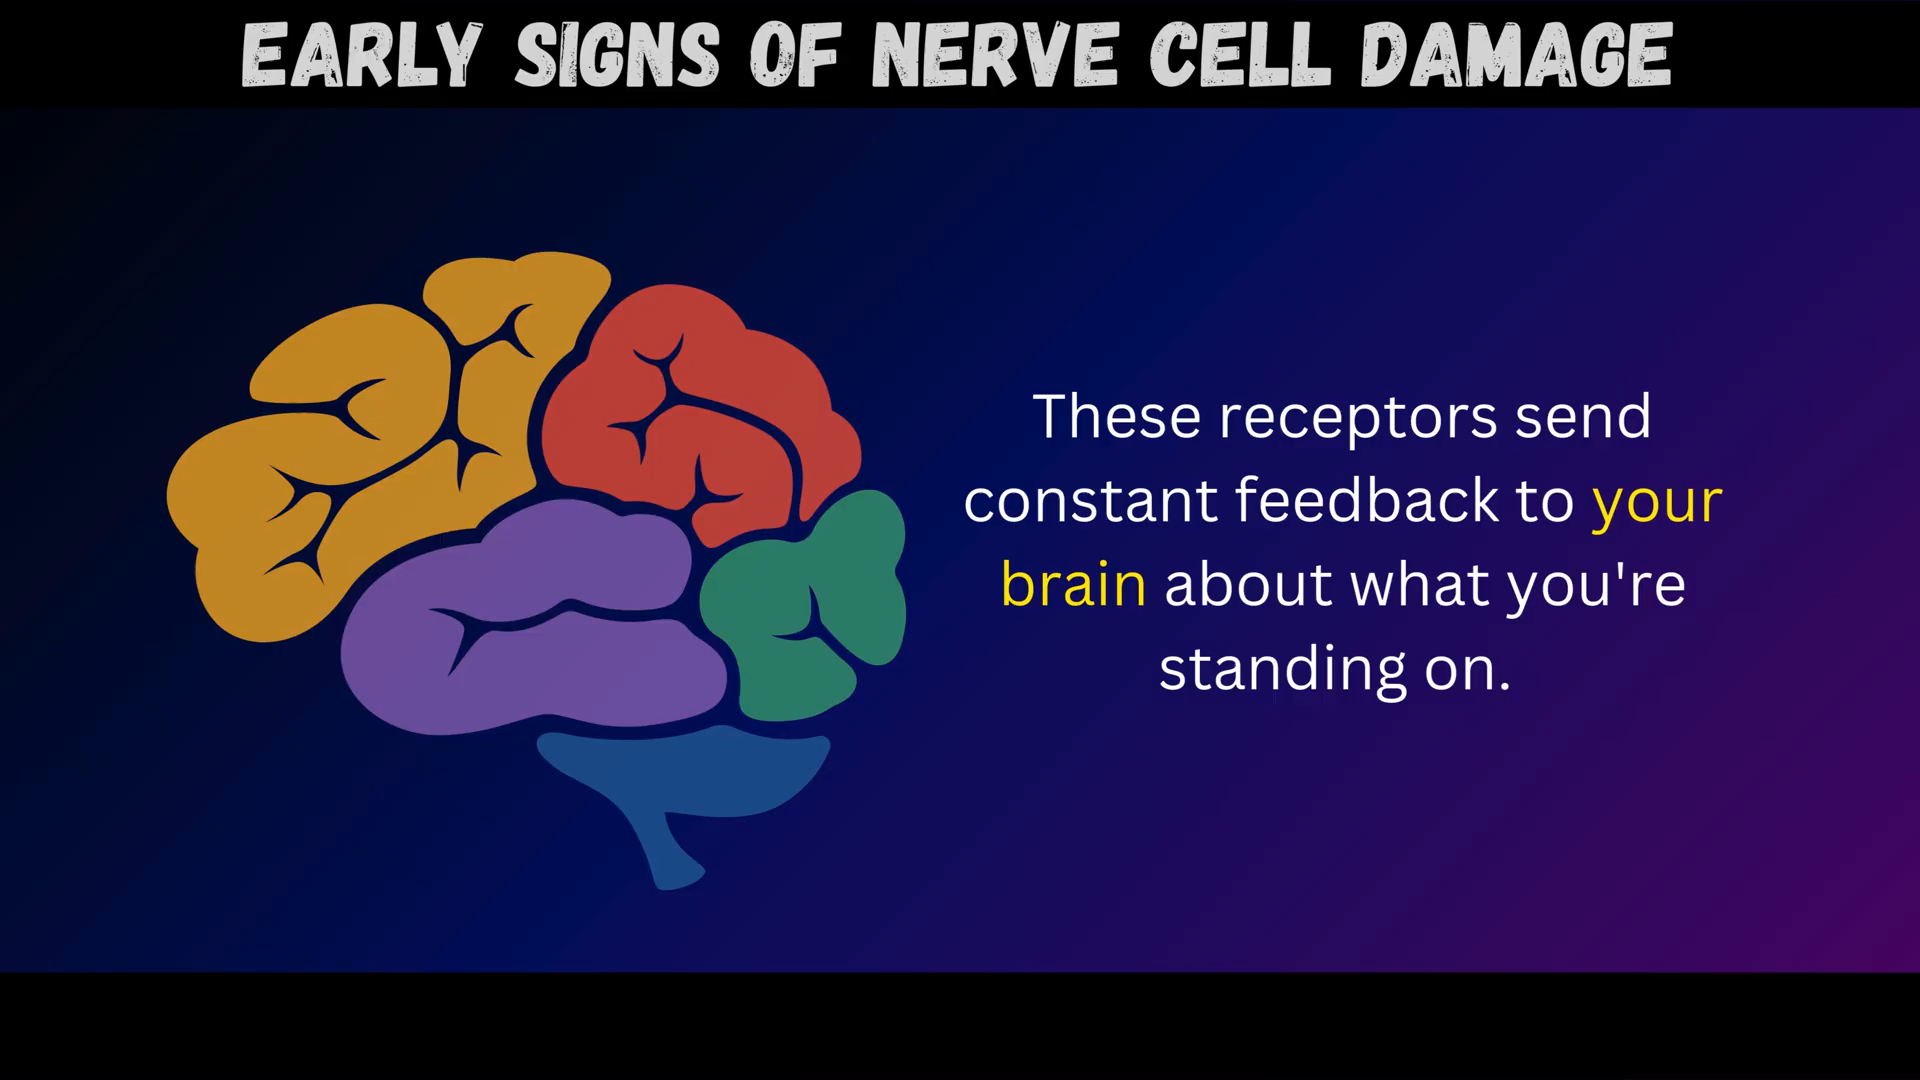 EARLY SIGNS OF NERVE CELL DAMAGE
These receptors send
constant feedback to your
brain about what you're
standing on.